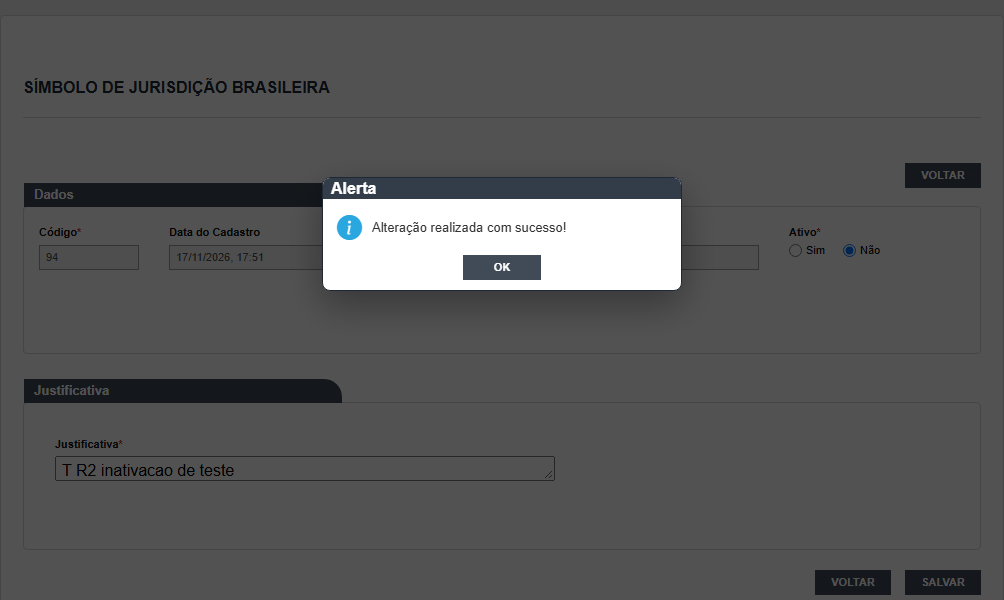 SÍMBOLO DE JURISDIÇÃO BRASILEIRA
VOLTAR
Dados
Alerta
Alteração realizada com sucesso!
OK
Código*
Data do Cadastro
Ativo*
94
17/11/2026, 17:51
Sim
Não
Justificativa
Justificativa*
T R2 inativacao de teste
VOLTAR
SALVAR